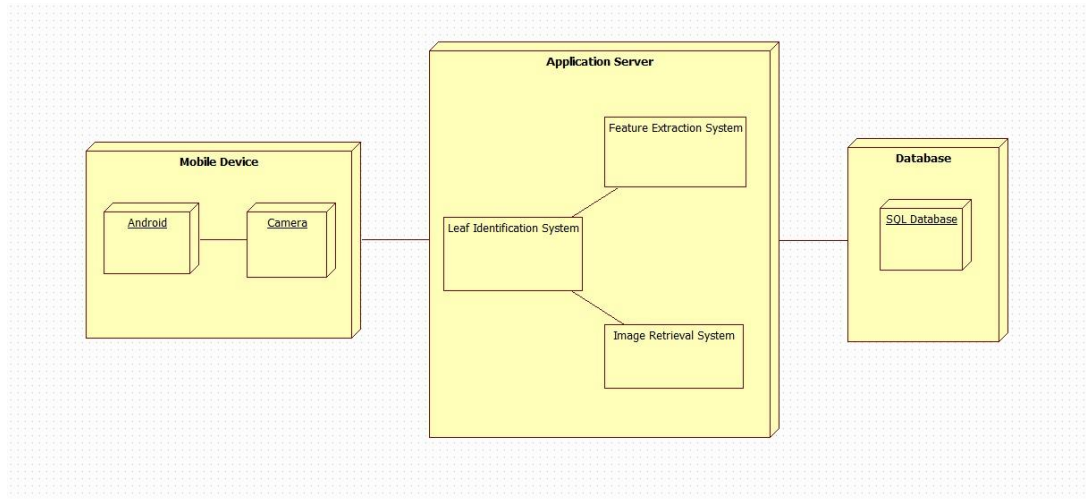 Application Server
Feature Extraction System
Mobile Device
Database
Android
Camera
SQL Database
Leaf Identification System
Image Retrieval System